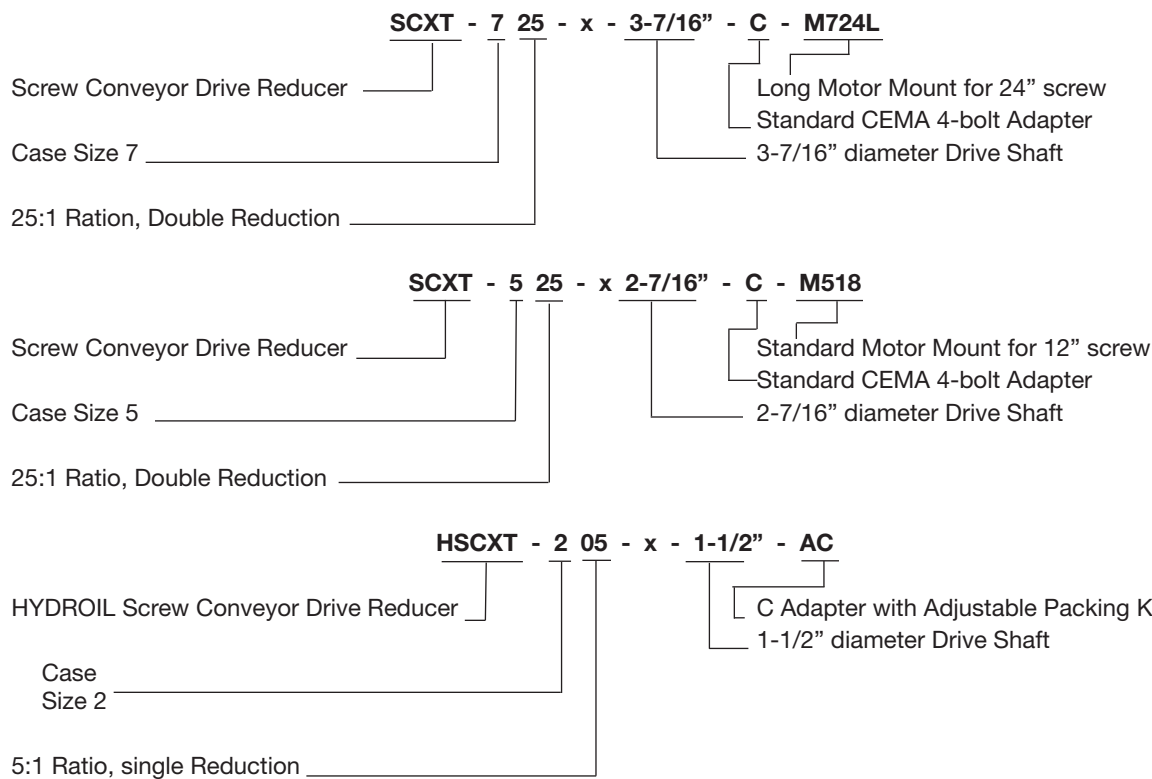 SCXT - 7 25 - x - 3-7/16” - C - M724L
Screw Conveyor Drive Reducer
Long Motor Mount for 24” screw
Standard CEMA 4-bolt Adapter
Case Size 7
3-7/16” diameter Drive Shaft
25:1 Ration, Double Reduction
SCXT - 5 25 - x 2-7/16” - C - M518
Screw Conveyor Drive Reducer
Standard Motor Mount for 12” screw
Standard CEMA 4-bolt Adapter
Case Size 5
2-7/16” diameter Drive Shaft
25:1 Ratio, Double Reduction
HSCXT - 2 05 - x - 1-1/2” - AC
HYDROIL Screw Conveyor Drive Reducer
C Adapter with Adjustable Packing K
1-1/2” diameter Drive Shaft
Case
Size 2
5:1 Ratio, single Reduction